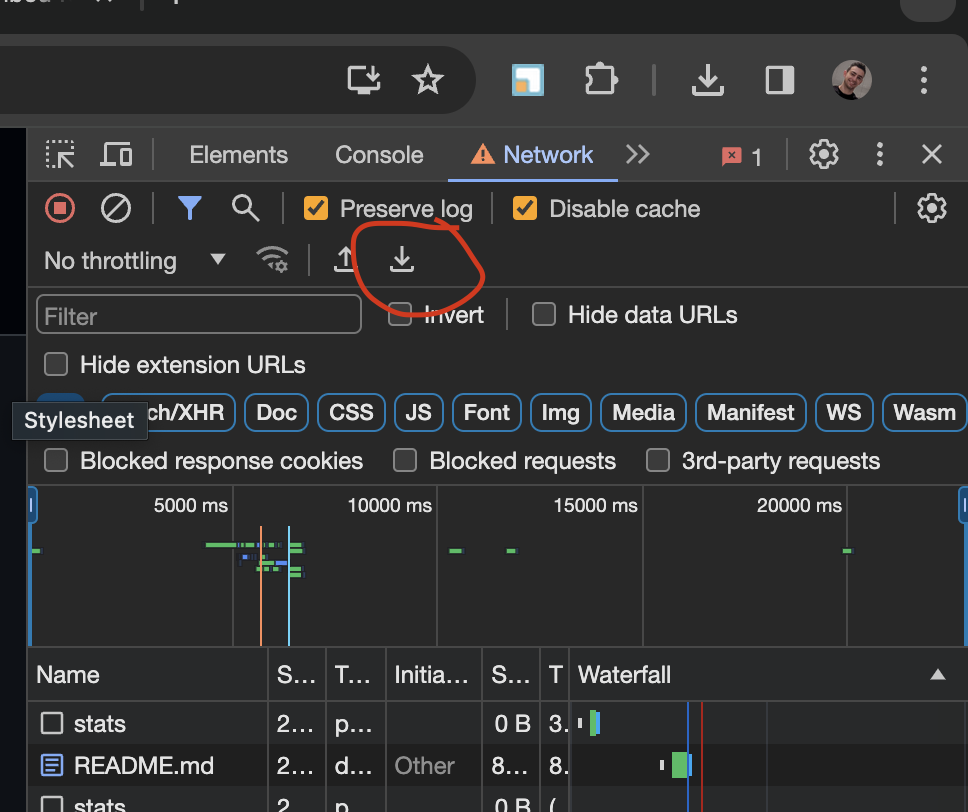 Elements Console Network 1
Preserve log Disable cache
No throttling
Filter Invert Hide data URLs
Hide extension URLs
ch/XHR Doc CSS JS Font Img Media Manifest WS Wasm
Stylesheet
Blocked response cookies Blocked requests 3rd-party requests
5000 ms 10000 ms 15000 ms 20000 ms
Name S... T... Initia... S... T Waterfall
stats 2... p... 0 B 3.
README.md 2... d... Other 8... 8.
stats 2 p 0 B (